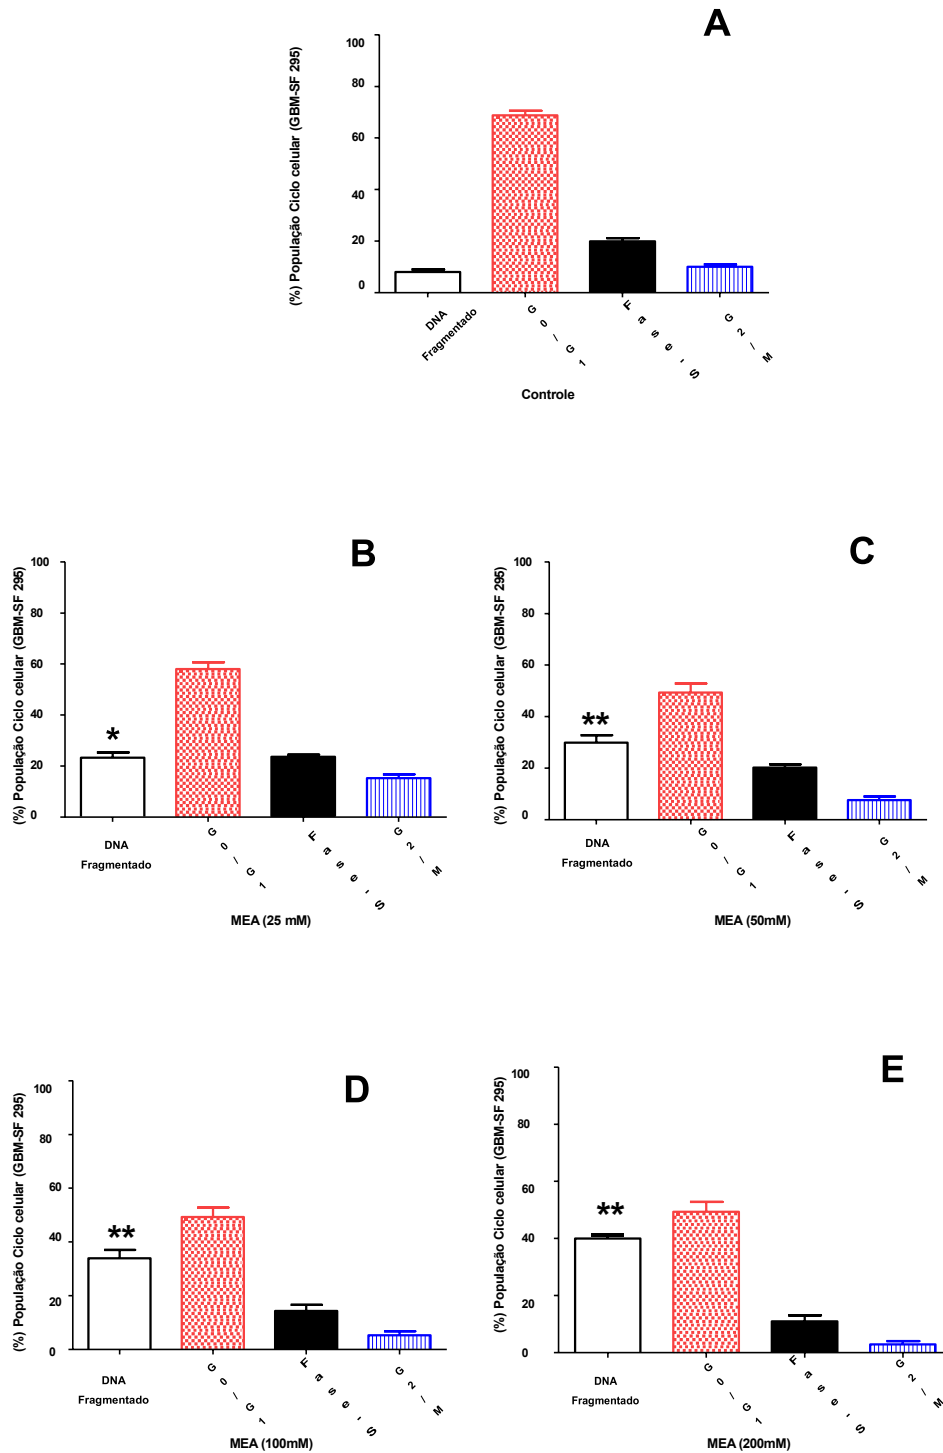 A
(%) População Ciclo celular (GBM-SF 295)
100
80
60
40
20
0
DNA
Fragmentado
G0/G1
Fase-S
G2/M
Controle
B
(%) População Ciclo celular (GBM-SF 295)
100
80
60
40
20
0
*
DNA
Fragmentado
G0/G1
Fase-S
G2/M
MEA (25 mM)
C
(%) População Ciclo celular (GBM-SF 295)
100
80
60
40
20
0
**
DNA
Fragmentado
G0/G1
Fase-S
G2/M
MEA (50mM)
D
(%) População Ciclo celular (GBM-SF 295)
100
80
60
40
20
0
**
DNA
Fragmentado
G0/G1
Fase-S
G2/M
MEA (100mM)
E
(%) População Ciclo celular (GBM-SF 295)
100
80
60
40
20
0
**
DNA
Fragmentado
G0/G1
Fase-S
G2/M
MEA (200mM)